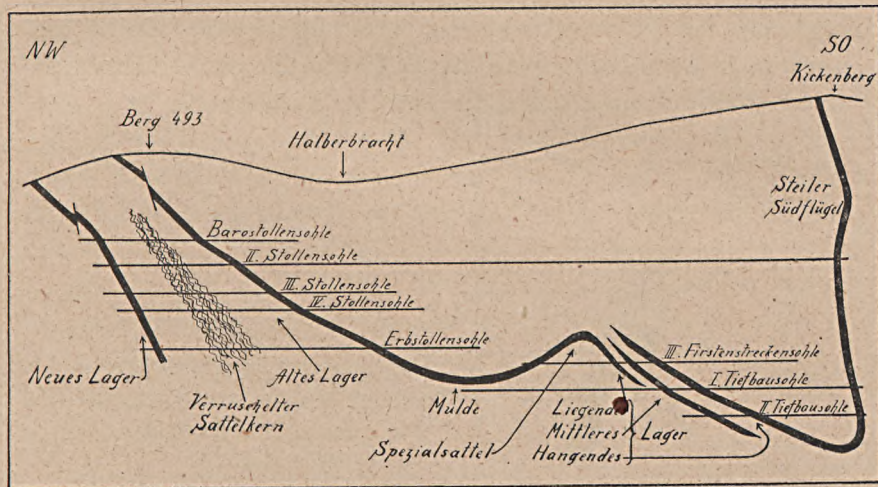 NW
SO
Kickenberg
Berg 493
Halberbracht
Steiler
Südflügel
Barostollensohle
II. Stollensohle
III. Stollensohle
IV. Stollensohle
Erbstollensohle
III. Firstenstreckensohle
Neues Lager
Altes Lager
I. Tiefbausohle
Verruschelter
Sattelkern
Mulde
II. Tiefbausohle
Mittleres Lager
Spezialsattel
Hangendes